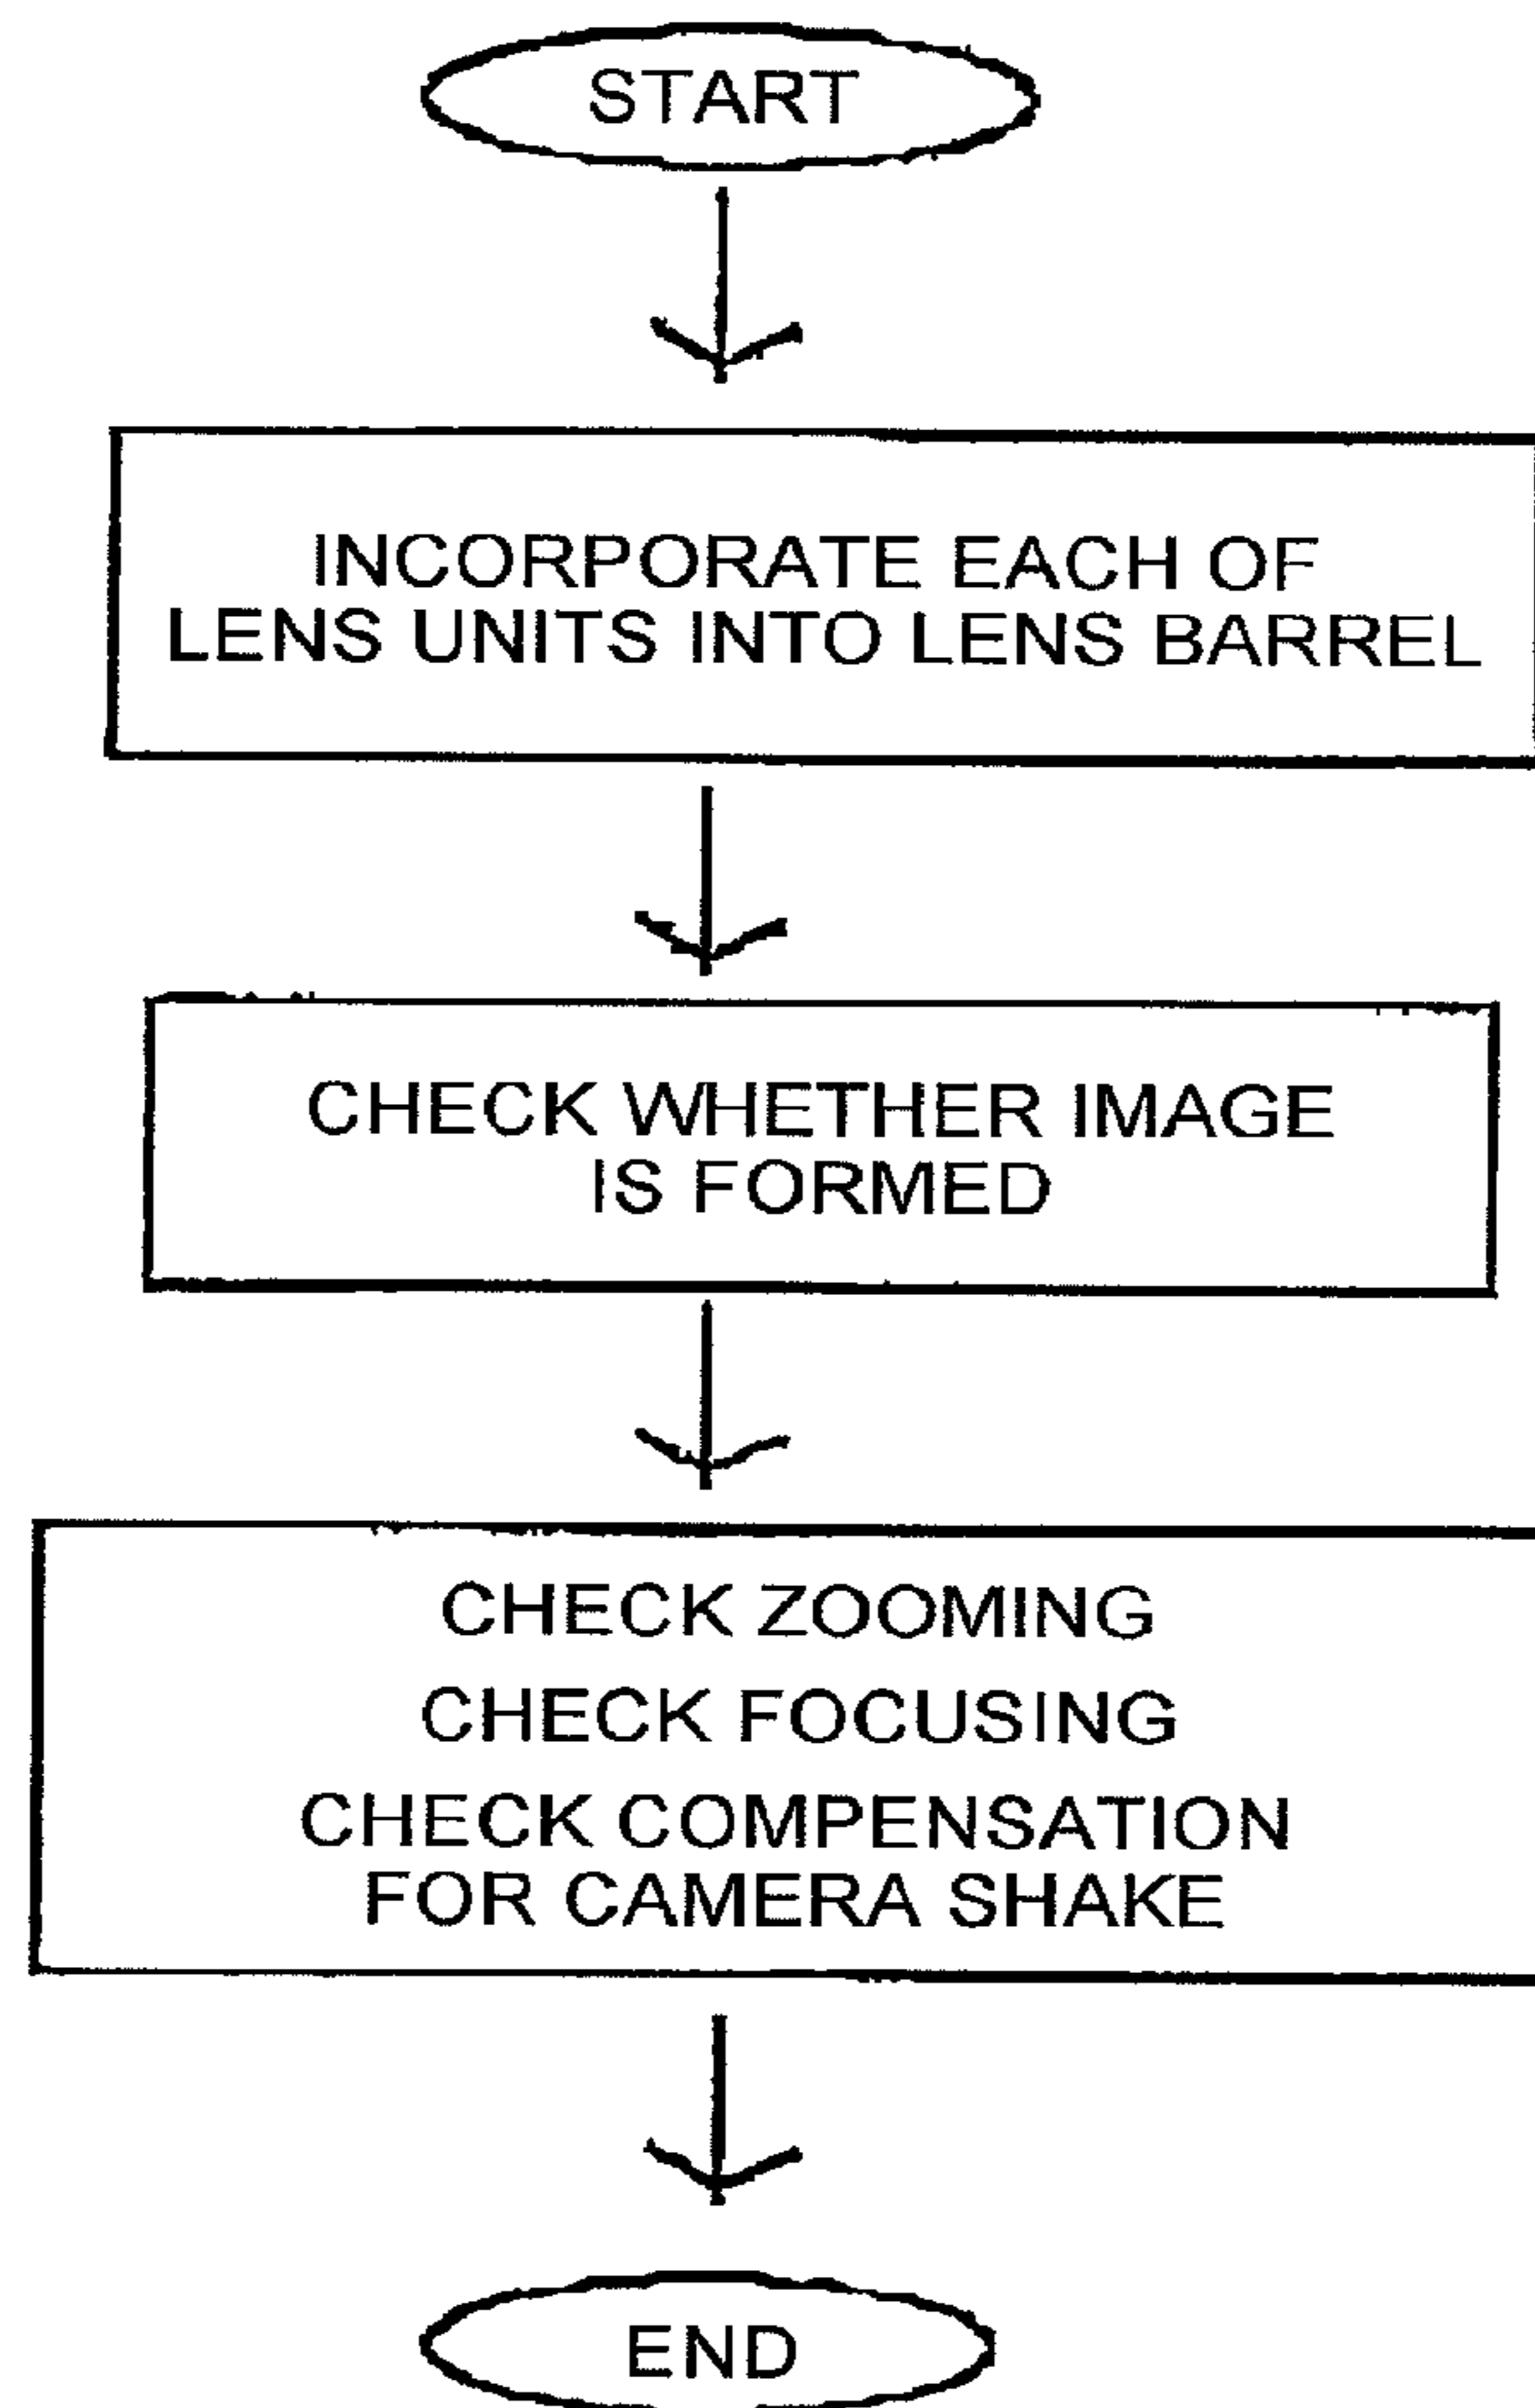 START
INCORPORATE EACH OF
LENS UNITS INTO LENS BARREL
CHECK WHETHER IMAGE
IS FORMED
CHECK ZOOMING
CHECK FOCUSING
CHECK COMPENSATION
FOR CAMERA SHAKE
END